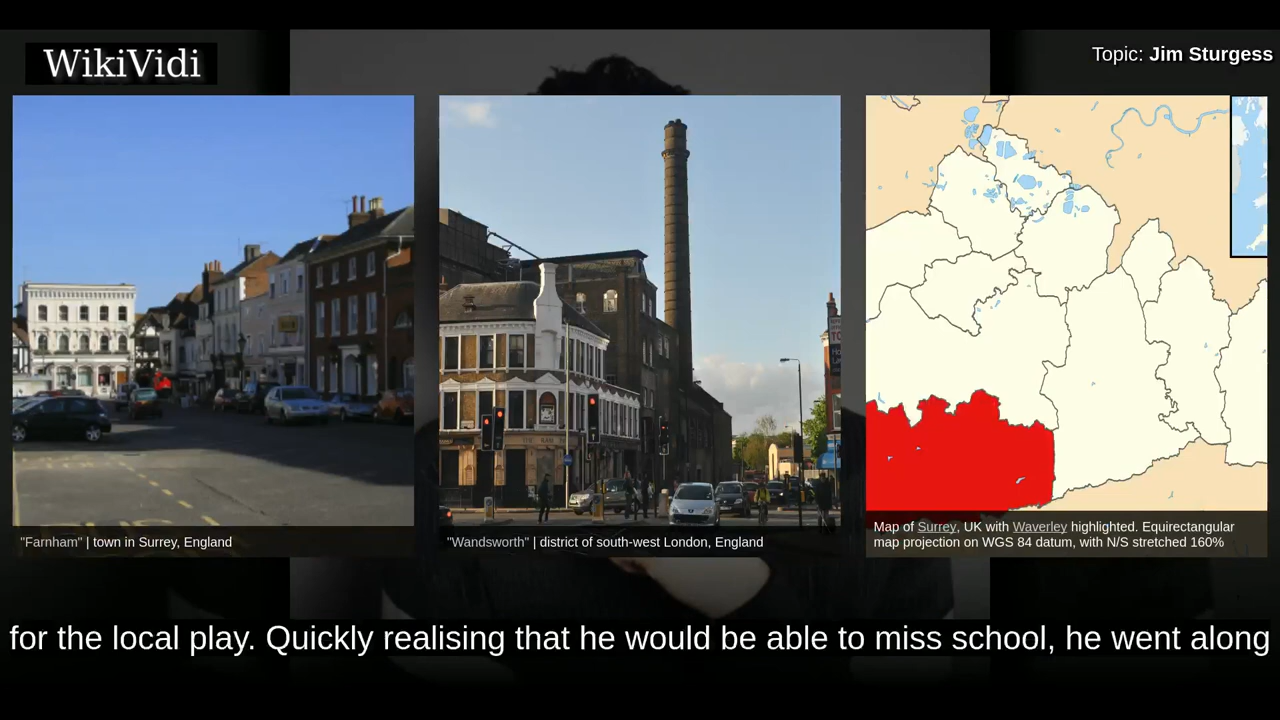 WikiVidi
Topic: Jim Sturgess
"Farnham" | town in Surrey, England
"Wandsworth" | district of south-west London, England
Map of Surrey, UK with Waverley highlighted. Equirectangular
map projection on WGS 84 datum, with N/S stretched 160%
for the local play. Quickly realising that he would be able to miss school, he went along